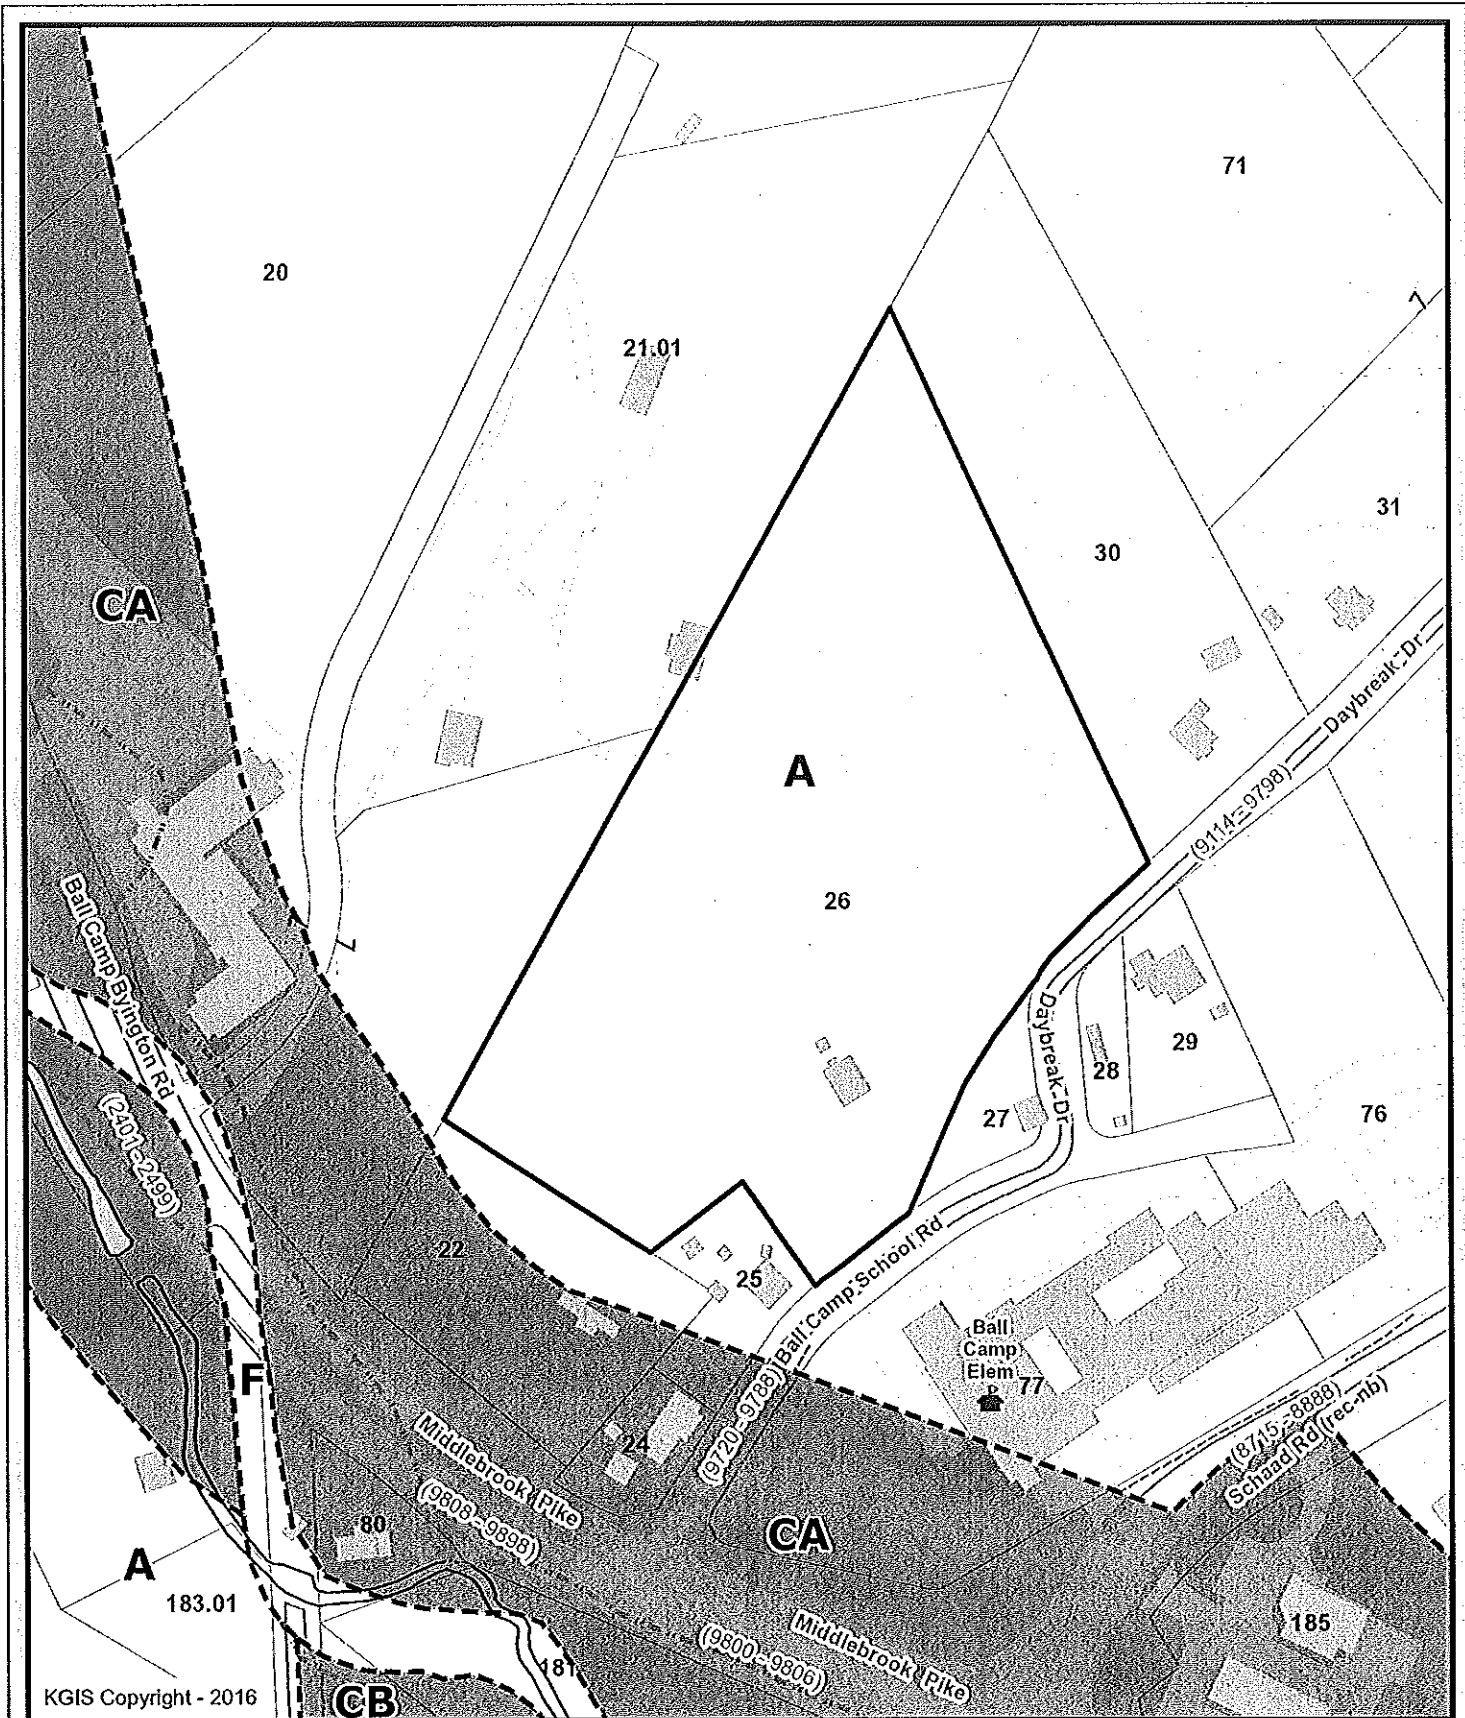 71
20
7
21.01
31
30
CA
Daybreak Dr
A
(9114 - 9798)
26
Ball Camp Byington Rd
7
7
Daybreak Dr
29
28
(2401 - 2499)
27
76
22
Ball Camp School Rd
25
Ball
Camp
Elem
77
F
(9720 - 9788)
(8715 - 8888)
Schaad Rd (rec-nb)
Middlebrook Pike
24
(9808 - 9898)
80
CA
A
183.01
185
Middlebrook Pike
(9800 - 9806)
181
KGIS Copyright - 2016
CB